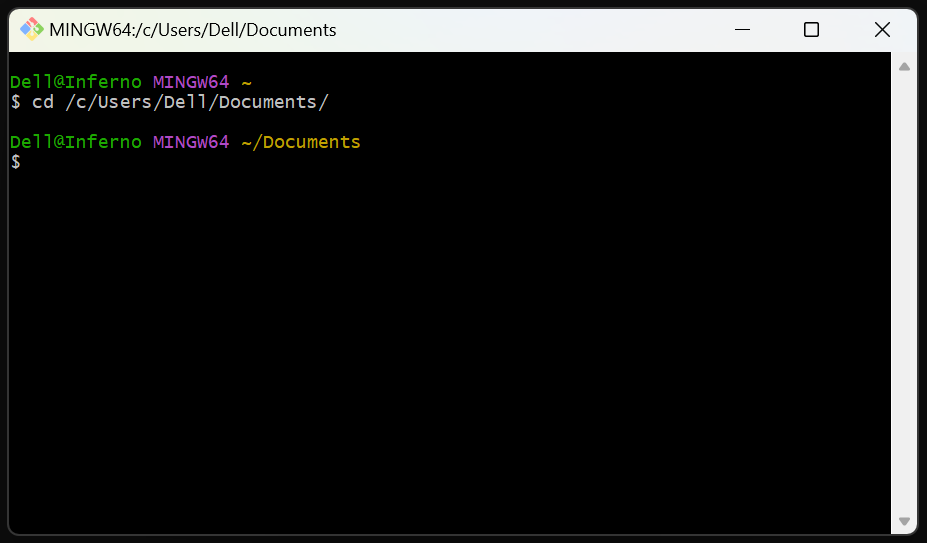 MINGW64:/c/Users/Dell/Documents
Dell@Inferno MINGW64 ~
$ cd /c/Users/Dell/Documents/
Dell@Inferno MINGW64 ~/Documents
$